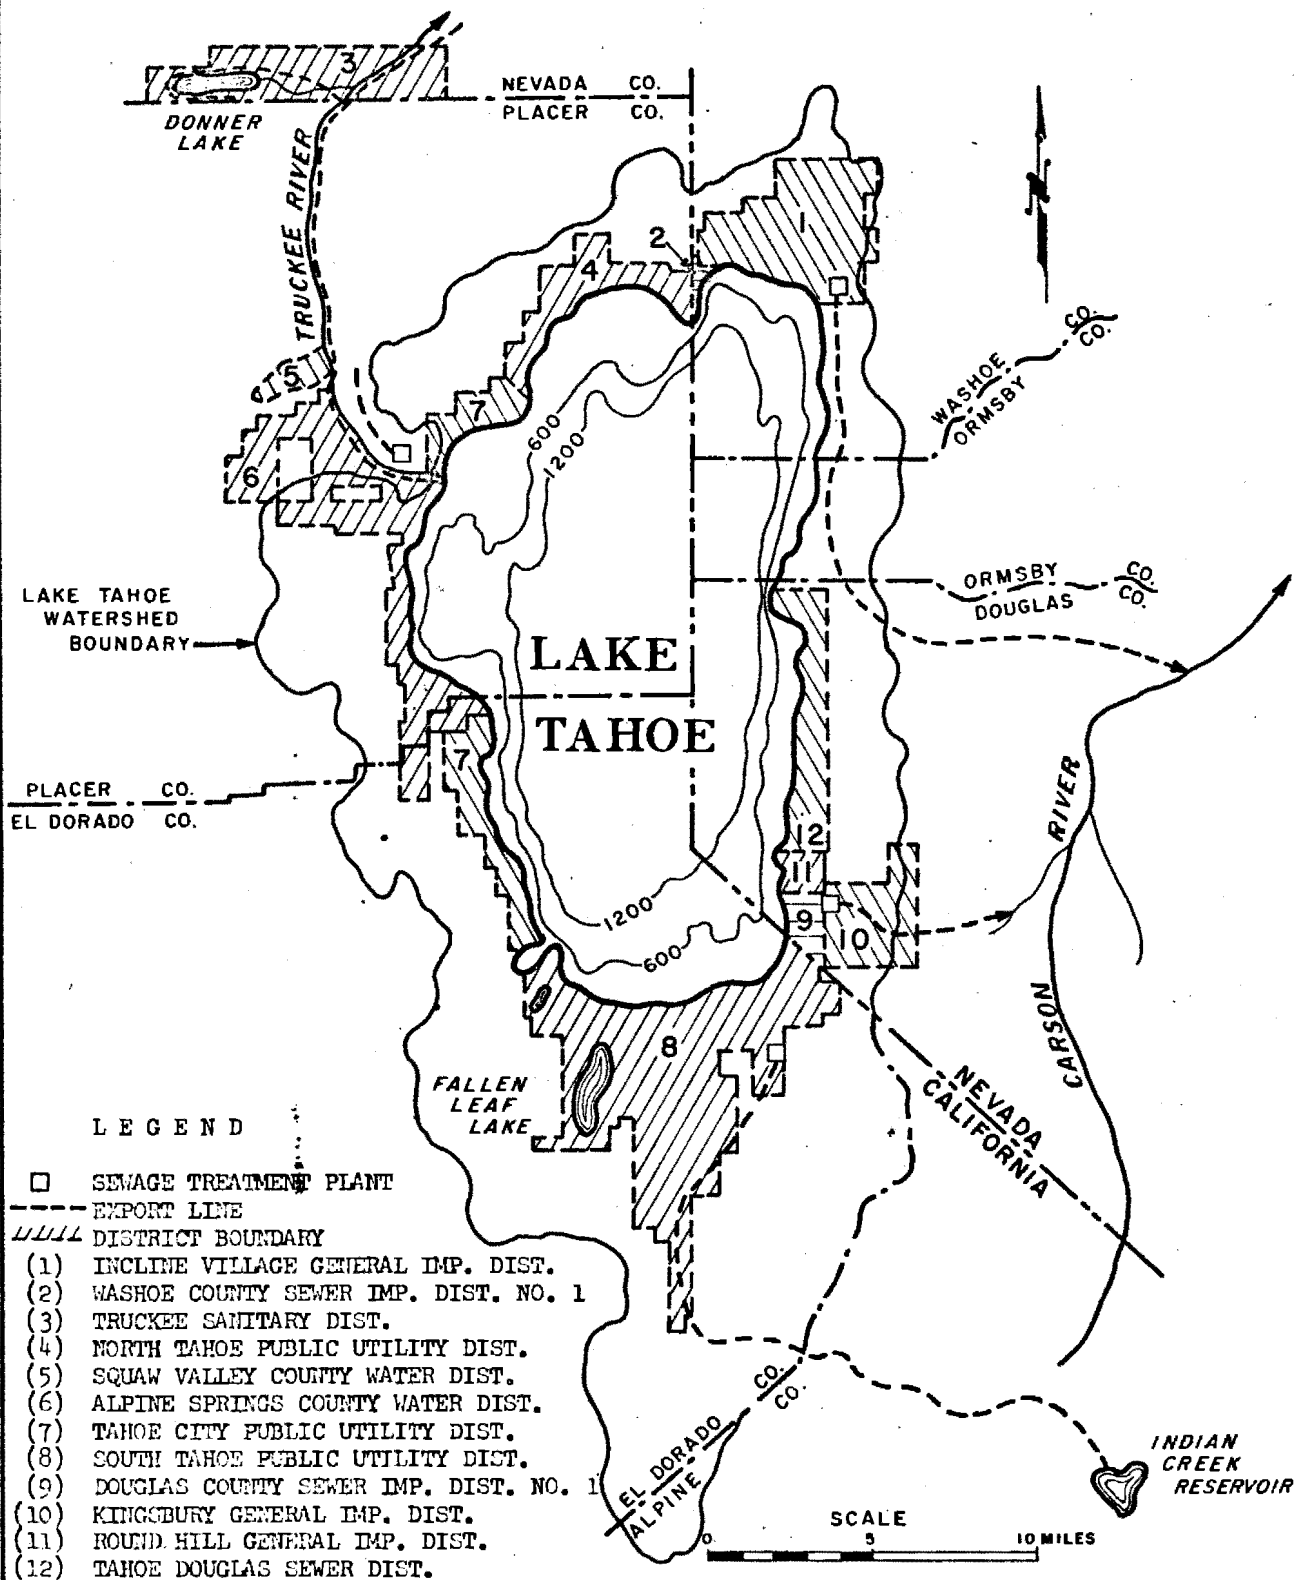 3
NEVADA CO.
PLACER CO.
DONNER
LAKE
TRUCKEE RIVER
N
1
2
4
WASHOE CO.
ORMSBY CO.
5
7
600
1200
6
ORMSBY CO.
DOUGLAS CO.
LAKE TAHOE
WATERSHED
BOUNDARY
LAKE
TAHOE
7
PLACER CO.
EL DORADO CO.
CARSON RIVER
12
11
9
10
1200
600
8
FALLEN
LEAF
LAKE
NEVADA
CALIFORNIA
LEGEND
SEWAGE TREATMENT PLANT
EXPORT LINE
DISTRICT BOUNDARY
(1) INCLINE VILLAGE GENERAL IMP. DIST.
(2) WASHOE COUNTY SEWER IMP. DIST. NO. 1
(3) TRUCKEE SANITARY DIST.
(4) NORTH TAHOE PUBLIC UTILITY DIST.
(5) SQUAW VALLEY COUNTY WATER DIST.
(6) ALPINE SPRINGS COUNTY WATER DIST.
(7) TAHOE CITY PUBLIC UTILITY DIST.
(8) SOUTH TAHOE PUBLIC UTILITY DIST.
(9) DOUGLAS COUNTY SEWER IMP. DIST. NO. 1
(10) KINGSBURY GENERAL IMP. DIST.
(11) ROUND HILL GENERAL IMP. DIST.
(12) TAHOE DOUGLAS SEWER DIST.
EL DORADO CO.
ALPINE CO.
INDIAN
CREEK
RESERVOIR
SCALE
0 5 10 MILES